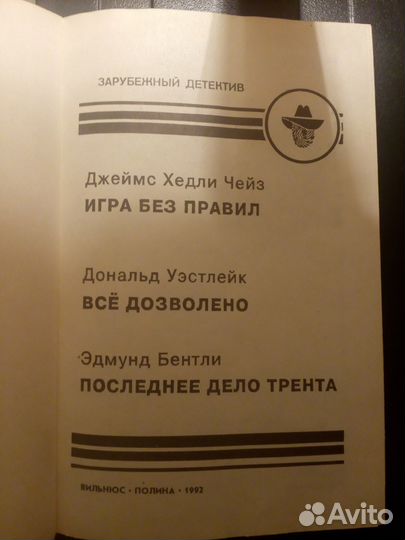 ЗАРУБЕЖНЫЙ ДЕТЕКТИВ
Джеймс Хедли Чейз
ИГРА БЕЗ ПРАВИЛ
Дональд Уэстлейк
ВСЁ ДОЗВОЛЕНО
Эдмунд Бентли
ПОСЛЕДНЕЕ ДЕЛО ТРЕНТА
ВИЛЬНЮС • ПОЛИНА • 1992
Avito